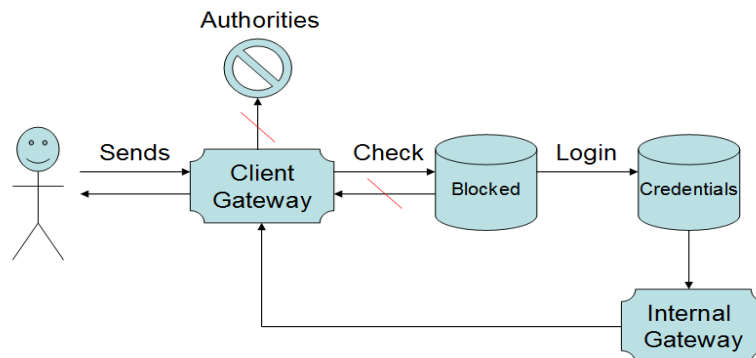 Authorities
Sends
Client
Gateway
Check
Blocked
Login
Credentials
Internal
Gateway